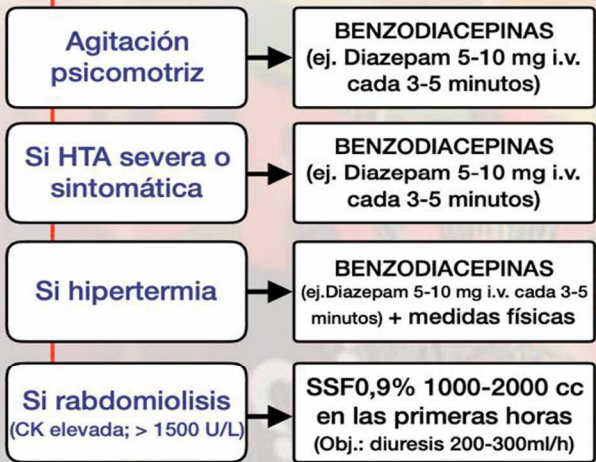 Agitación
psicomotriz
BENZODIACEPINAS
(ej. Diazepam 5-10 mg i.v.
cada 3-5 minutos)
Si HTA severa o
sintomática
BENZODIACEPINAS
(ej. Diazepam 5-10 mg i.v.
cada 3-5 minutos)
Si hipertermia
BENZODIACEPINAS
(ej.Diazepam 5-10 mg i.v. cada 3-5
minutos) + medidas físicas
Si rabdomiolisis
(CK elevada; > 1500 U/L)
SSF0,9% 1000-2000 cc
en las primeras horas
(Obj.: diuresis 200-300ml/h)